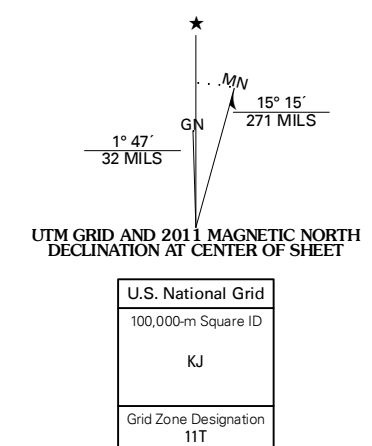 ★
MN
GN
15° 15´
271 MILS
1° 47´
32 MILS
UTM GRID AND 2011 MAGNETIC NORTH
DECLINATION AT CENTER OF SHEET
U.S. National Grid
100,000-m Square ID
KJ
Grid Zone Designation
11T